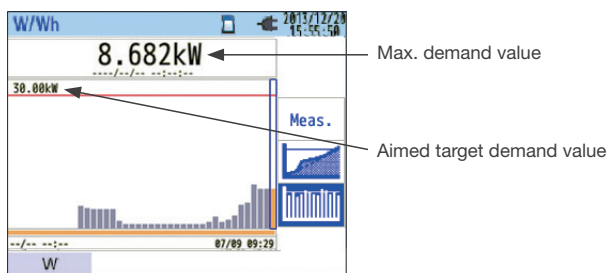 W/Wh
2013/12/20
15:55:50
8.682kW
Max. demand value
----/--/-- --:--:--
30.00kW
Meas.
Aimed target demand value
--/-- --:--
07/09 09:29
W